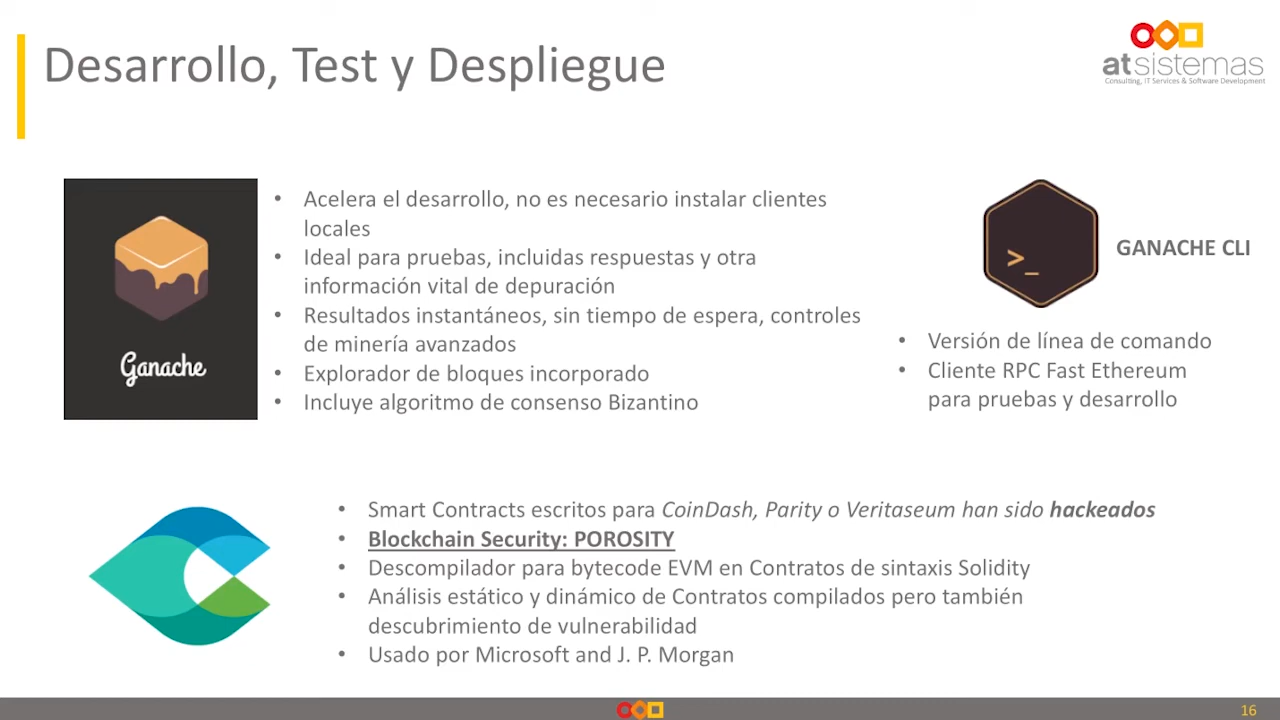 Desarrollo, Test y Despliegue
atsistemas
Consulting, IT Services & Software Development
Ganache
• Acelera el desarrollo, no es necesario instalar clientes
locales
• Ideal para pruebas, incluidas respuestas y otra
información vital de depuración
• Resultados instantáneos, sin tiempo de espera, controles
de minería avanzados
• Explorador de bloques incorporado
• Incluye algoritmo de consenso Bizantino
>_
GANACHE CLI
• Versión de línea de comando
• Cliente RPC Fast Ethereum
para pruebas y desarrollo
• Smart Contracts escritos para CoinDash, Parity o Veritaseum han sido hackeados
• Blockchain Security: POROSITY
• Descompilador para bytecode EVM en Contratos de sintaxis Solidity
• Análisis estático y dinámico de Contratos compilados pero también
descubrimiento de vulnerabilidad
• Usado por Microsoft and J. P. Morgan
16